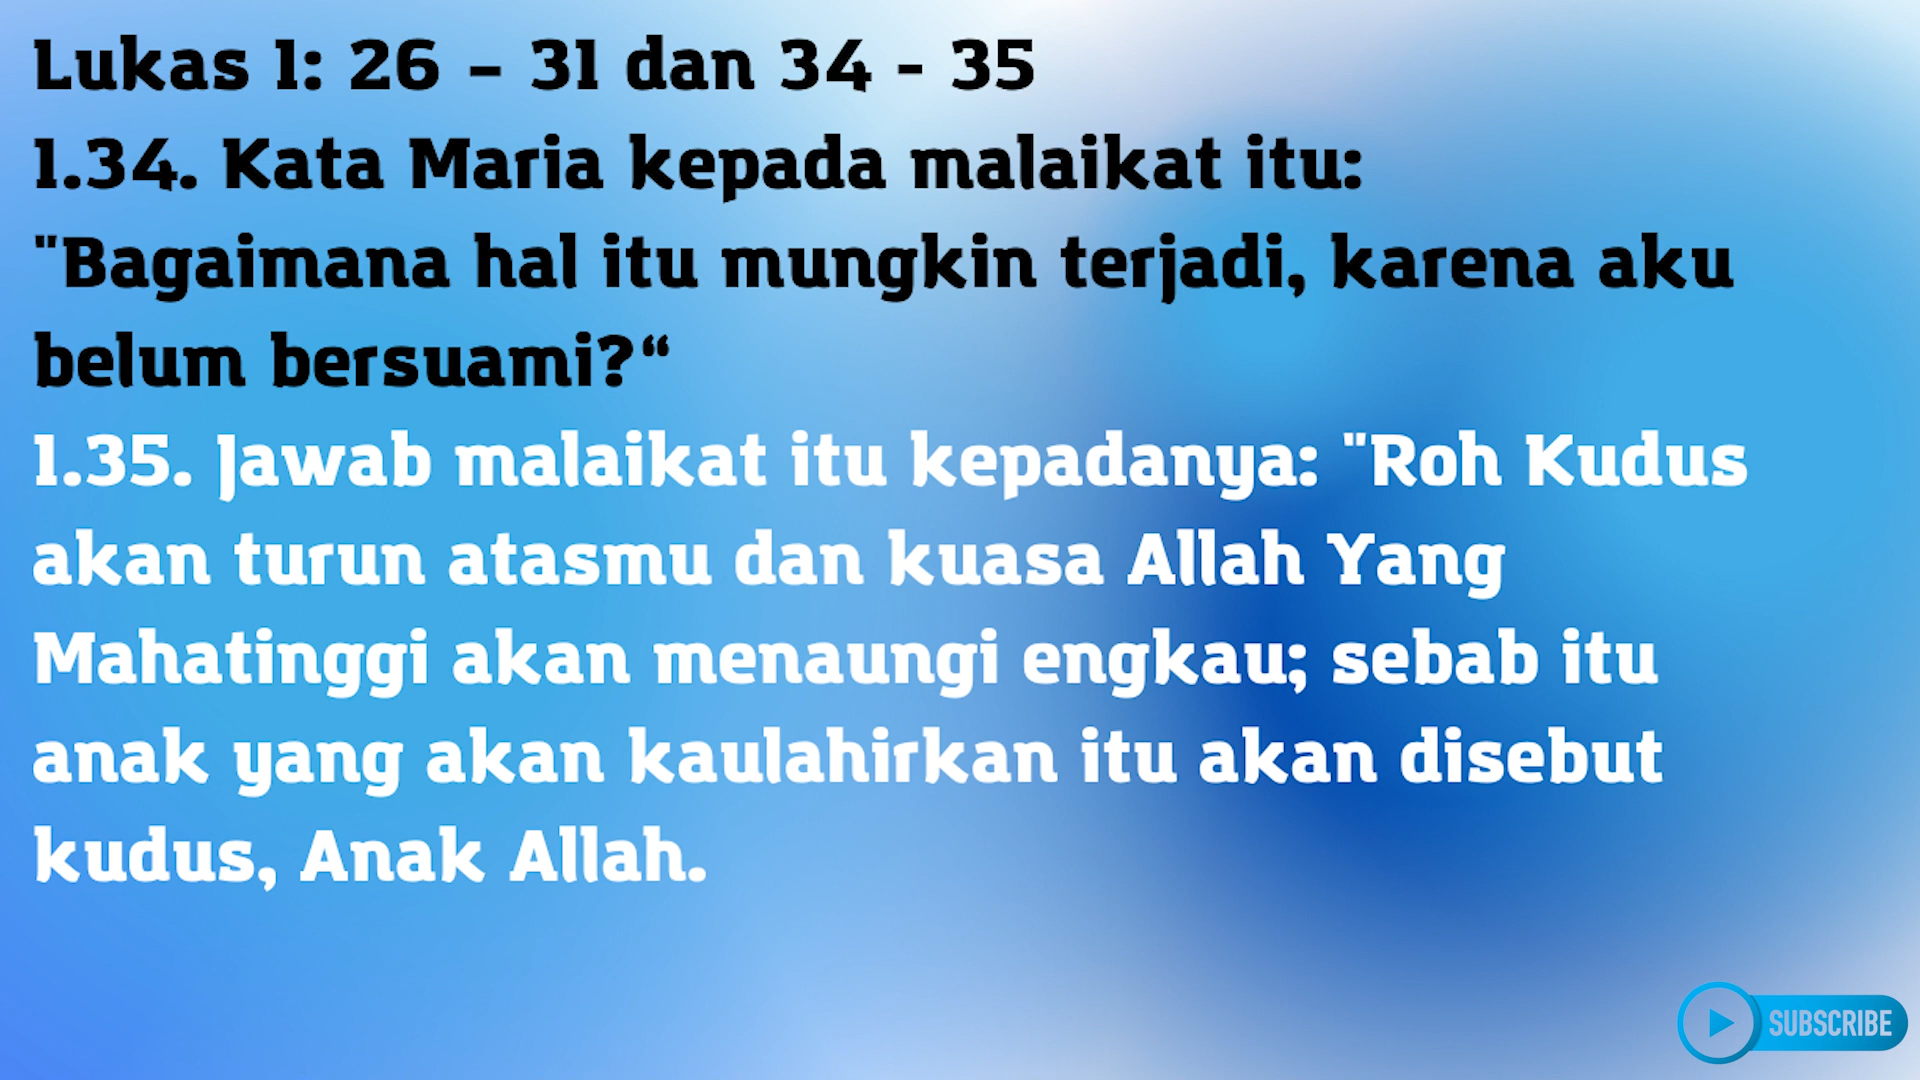 Lukas 1: 26 – 31 dan 34 - 35
1.34. Kata Maria kepada malaikat itu:
"Bagaimana hal itu mungkin terjadi, karena aku
belum bersuami?“
1.35. Jawab malaikat itu kepadanya: "Roh Kudus
akan turun atasmu dan kuasa Allah Yang
Mahatinggi akan menaungi engkau; sebab itu
anak yang akan kaulahirkan itu akan disebut
kudus, Anak Allah.
SUBSCRIBE